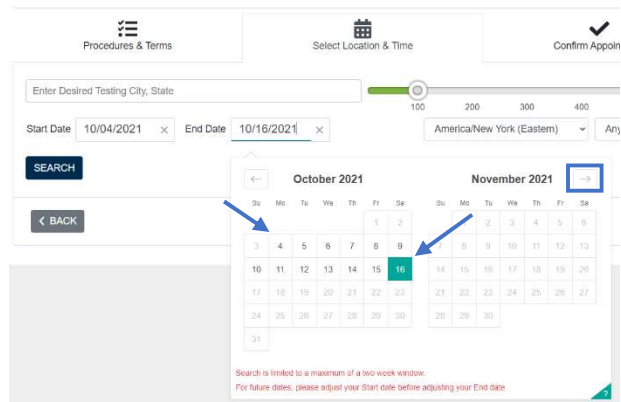 Procedures & Terms
Select Location & Time
Confirm Appoin
Enter Desired Testing City, State
100 200 300 400
Start Date 10/04/2021 × End Date 10/16/2021 × America/New York (Eastern) Any
SEARCH
← October 2021 November 2021 →
Su Mo Tu We Th Fr Sa Su Mo Tu We Th Fr Sa
1 2 1 2 3 4 5 6
< BACK
3 4 5 6 7 8 9 7 8 9 10 11 12 13
10 11 12 13 14 15 16 14 15 16 17 18 19 20
17 18 19 20 21 22 23 21 22 23 24 25 26 27
24 25 26 27 28 29 30 28 29 30
31
Search is limited to a maximum of a two week window.
For future dates, please adjust your Start date before adjusting your End date
?